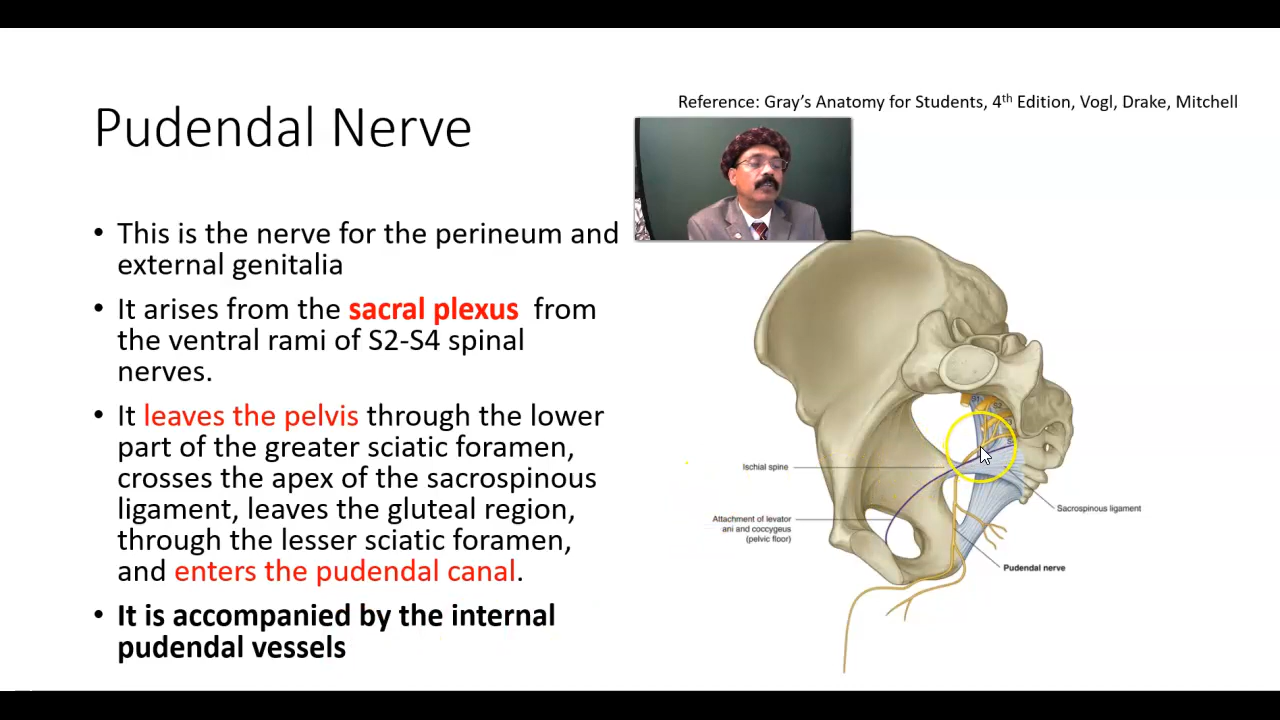 Reference: Gray's Anatomy for Students, 4th Edition, Vogl, Drake, Mitchell
Pudendal Nerve
• This is the nerve for the perineum and
external genitalia
• It arises from the sacral plexus from
the ventral rami of S2-S4 spinal
nerves.
• It leaves the pelvis through the lower
part of the greater sciatic foramen,
crosses the apex of the sacrospinous
ligament, leaves the gluteal region,
through the lesser sciatic foramen,
and enters the pudendal canal.
• It is accompanied by the internal
pudendal vessels
S1
S2
Ischial spine
Sacrospinous ligament
Attachment of levator
ani and coccygeus
(pelvic floor)
Pudendal nerve